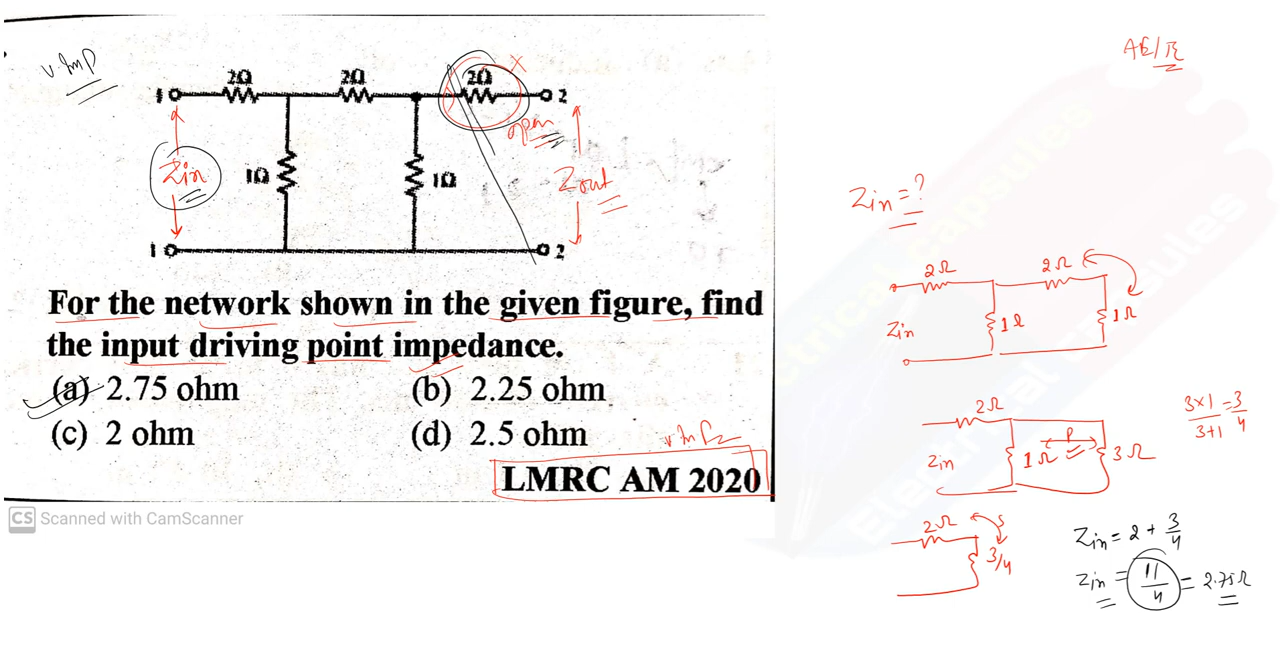 v.Imp
2Ω 2Ω 2Ω X
1 2
open
Zin 1Ω 1Ω Zout
1 2
For the network shown in the given figure, find
the input driving point impedance.
(a) 2.75 ohm (b) 2.25 ohm
(c) 2 ohm (d) 2.5 ohm
LMRC AM 2020
CS Scanned with CamScanner
Zin = ?
2Ω 2Ω
Zin 1Ω 1Ω
2Ω
Zin 1Ω P 3Ω
3×1/3+1 = 3/4
2Ω S
3/4
Zin = 2 + 3/4
Zin = 11/4 = 2.75Ω
Electrical Capsules